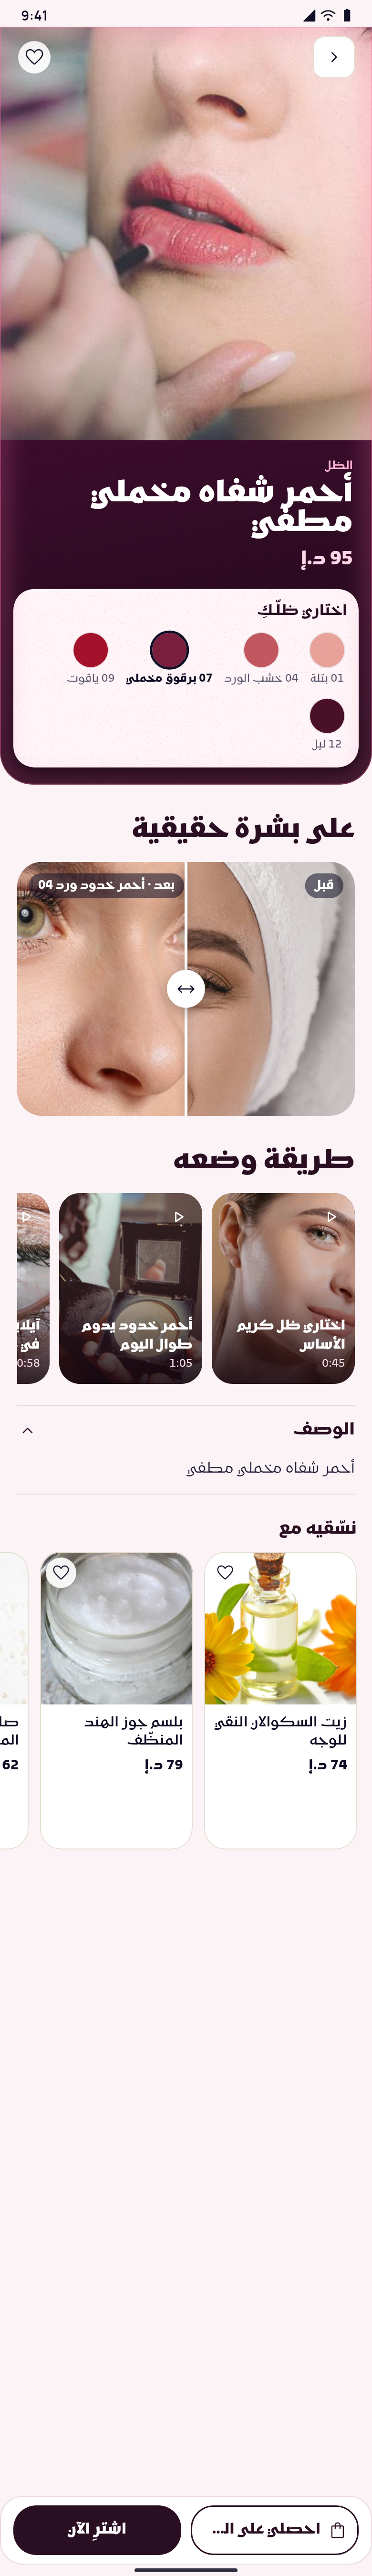 9:41
الظل
أحمر شفاه مخملي
مطفي
95 د.إ
اختاري ظلّكِ
01 بتلة
04 خشب الورد
07 برقوق مخملي
09 ياقوت
12 ليل
على بشرة حقيقية
قبل
بعد · أحمر خدود ورد 04
طريقة وضعه
اختاري ظل كريم
الأساس
0:45
أحمر خدود يدوم
طوال اليوم
1:05
في
0:58
الوصف
أحمر شفاه مخملي مطفي
نسّقيه مع
زيت السكوالان النقي
للوجه
74 د.إ
بلسم جوز الهند
المنظّف
79 د.إ
62
احصلي على الـ...
اشترِ الآن